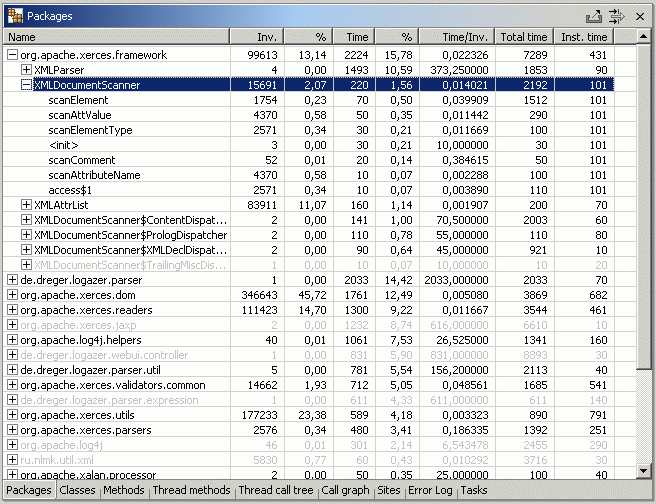 Packages
Name Inv. % Time % Time/Inv. Total time Inst. time
org.apache.xerces.framework 99613 13,14 2224 15,78 0,022326 7289 431
XMLParser 4 0,00 1493 10,59 373,250000 1853 90
XMLDocumentScanner 15691 2,07 220 1,56 0,014021 2192 101
scanElement 1754 0,23 70 0,50 0,039909 1512 101
scanAttValue 4370 0,58 50 0,35 0,011442 290 101
scanElementType 2571 0,34 30 0,21 0,011669 100 101
<init> 3 0,00 30 0,21 10,000000 30 101
scanComment 52 0,01 20 0,14 0,384615 50 101
scanAttributeName 4370 0,58 10 0,07 0,002288 100 101
access$1 2571 0,34 10 0,07 0,003890 110 101
XMLAttrList 83911 11,07 160 1,14 0,001907 200 70
XMLDocumentScanner$ContentDispat... 2 0,00 141 1,00 70,500000 2003 60
XMLDocumentScanner$PrologDispatcher 2 0,00 110 0,78 55,000000 110 80
XMLDocumentScanner$XMLDeclDispat... 2 0,00 90 0,64 45,000000 921 10
XMLDocumentScanner$TrailingMiscDis... 1 0,00 10 0,07 10,000000 10 20
de.dreger.logazer.parser 1 0,00 2033 14,42 2033,000000 2033 70
org.apache.xerces.dom 346643 45,72 1761 12,49 0,005080 3869 682
org.apache.xerces.readers 111423 14,70 1300 9,22 0,011667 3544 461
org.apache.xerces.jaxp 2 0,00 1232 8,74 616,000000 6610 10
org.apache.log4j.helpers 40 0,01 1061 7,53 26,525000 1341 160
de.dreger.logazer.webui.controller 1 0,00 831 5,90 831,000000 8893 30
de.dreger.logazer.parser.util 5 0,00 781 5,54 156,200000 2113 40
org.apache.xerces.validators.common 14662 1,93 712 5,05 0,048561 1685 541
de.dreger.logazer.parser.expression 1 0,00 611 4,33 611,000000 611 140
org.apache.xerces.utils 177233 23,38 589 4,18 0,003323 890 791
org.apache.xerces.parsers 2576 0,34 480 3,41 0,186335 1392 251
org.apache.log4j 46 0,01 301 2,14 6,543478 2455 290
ru.nlmk.util.xml 5830 0,77 60 0,43 0,010292 3716 30
org.apache.xalan.processor 2 0,00 50 0,35 25,000000 100 40
Packages Classes Methods Thread methods Thread call tree Call graph Sites Error Log Tasks